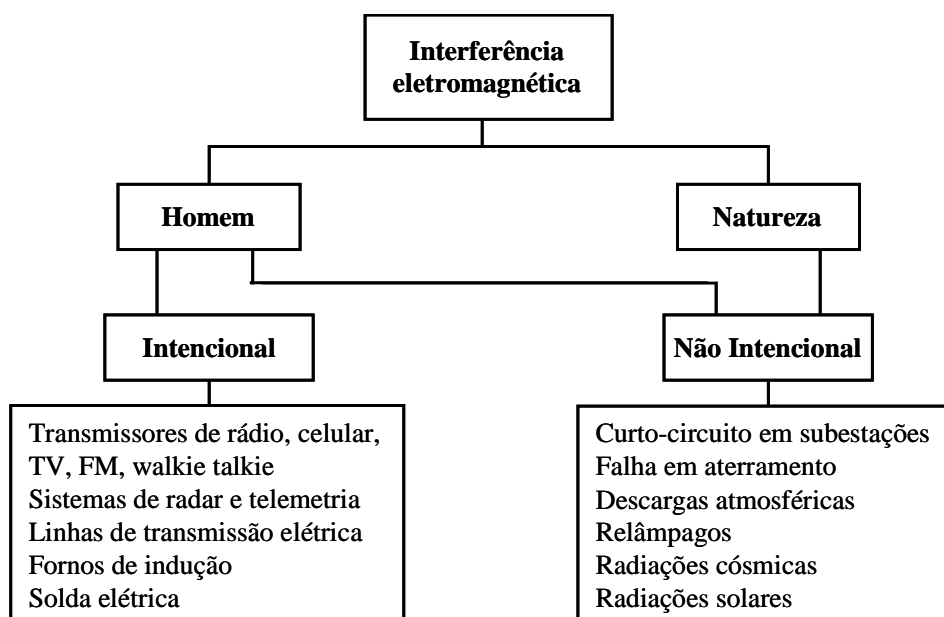 Interferência
eletromagnética
Homem
Natureza
Intencional
Não Intencional
Transmissores de rádio, celular,
TV, FM, walkie talkie
Sistemas de radar e telemetria
Linhas de transmissão elétrica
Fornos de indução
Solda elétrica
Curto-circuito em subestações
Falha em aterramento
Descargas atmosféricas
Relâmpagos
Radiações cósmicas
Radiações solares